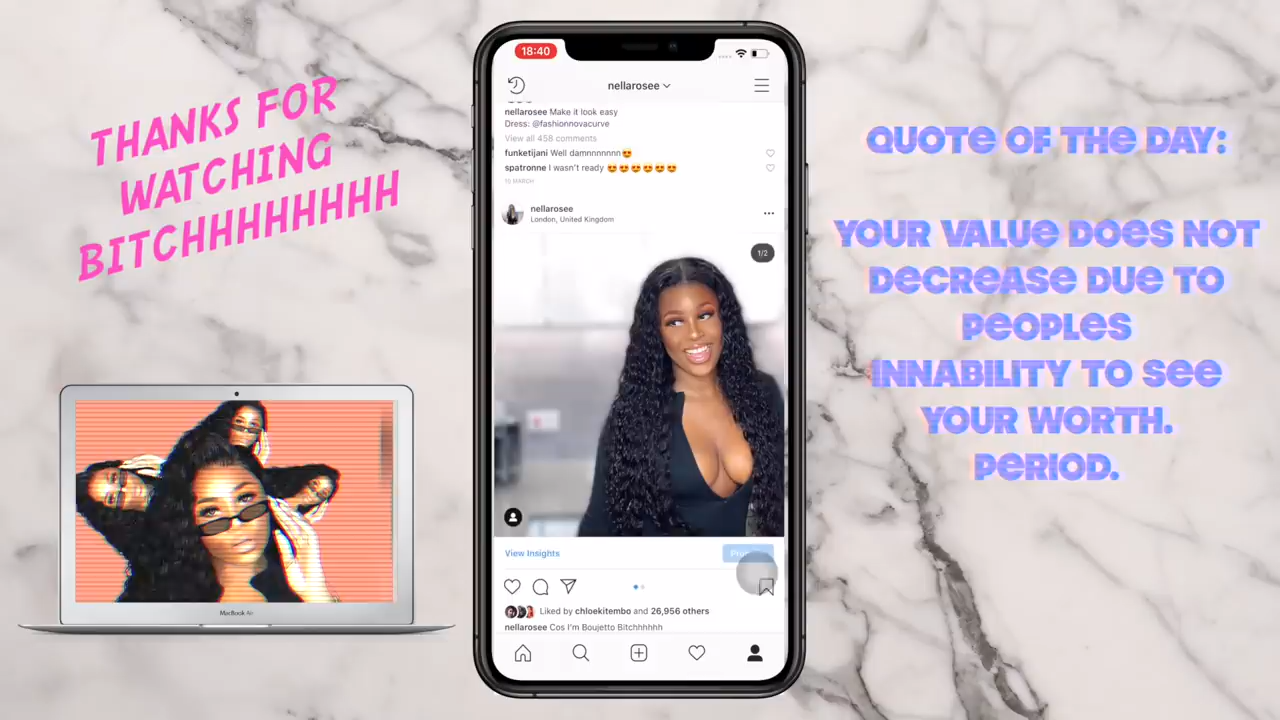 THANKS FOR
WATCHING
BITCHHHHHHHH
MacBook Air
18:40
nellarosee
nellarosee Make it look easy
Dress: @fashionnovacurve
View all 458 comments
funketijani Well damnnnnnnn😍
spatronne I wasn't ready 😍😍😍😍😍😍
15 MARCH
nellarosee
London, United Kingdom
1/2
View Insights
Liked by chloekitembo and 26,956 others
nellarosee Cos I'm Boujetto Bitchhhhhh
QUOTE OF THE DAY:
YOUR VALUE DOES NOT
DECREASE DUE TO
PEOPLES
INNABILITY TO SEE
YOUR WORTH.
PERIOD.